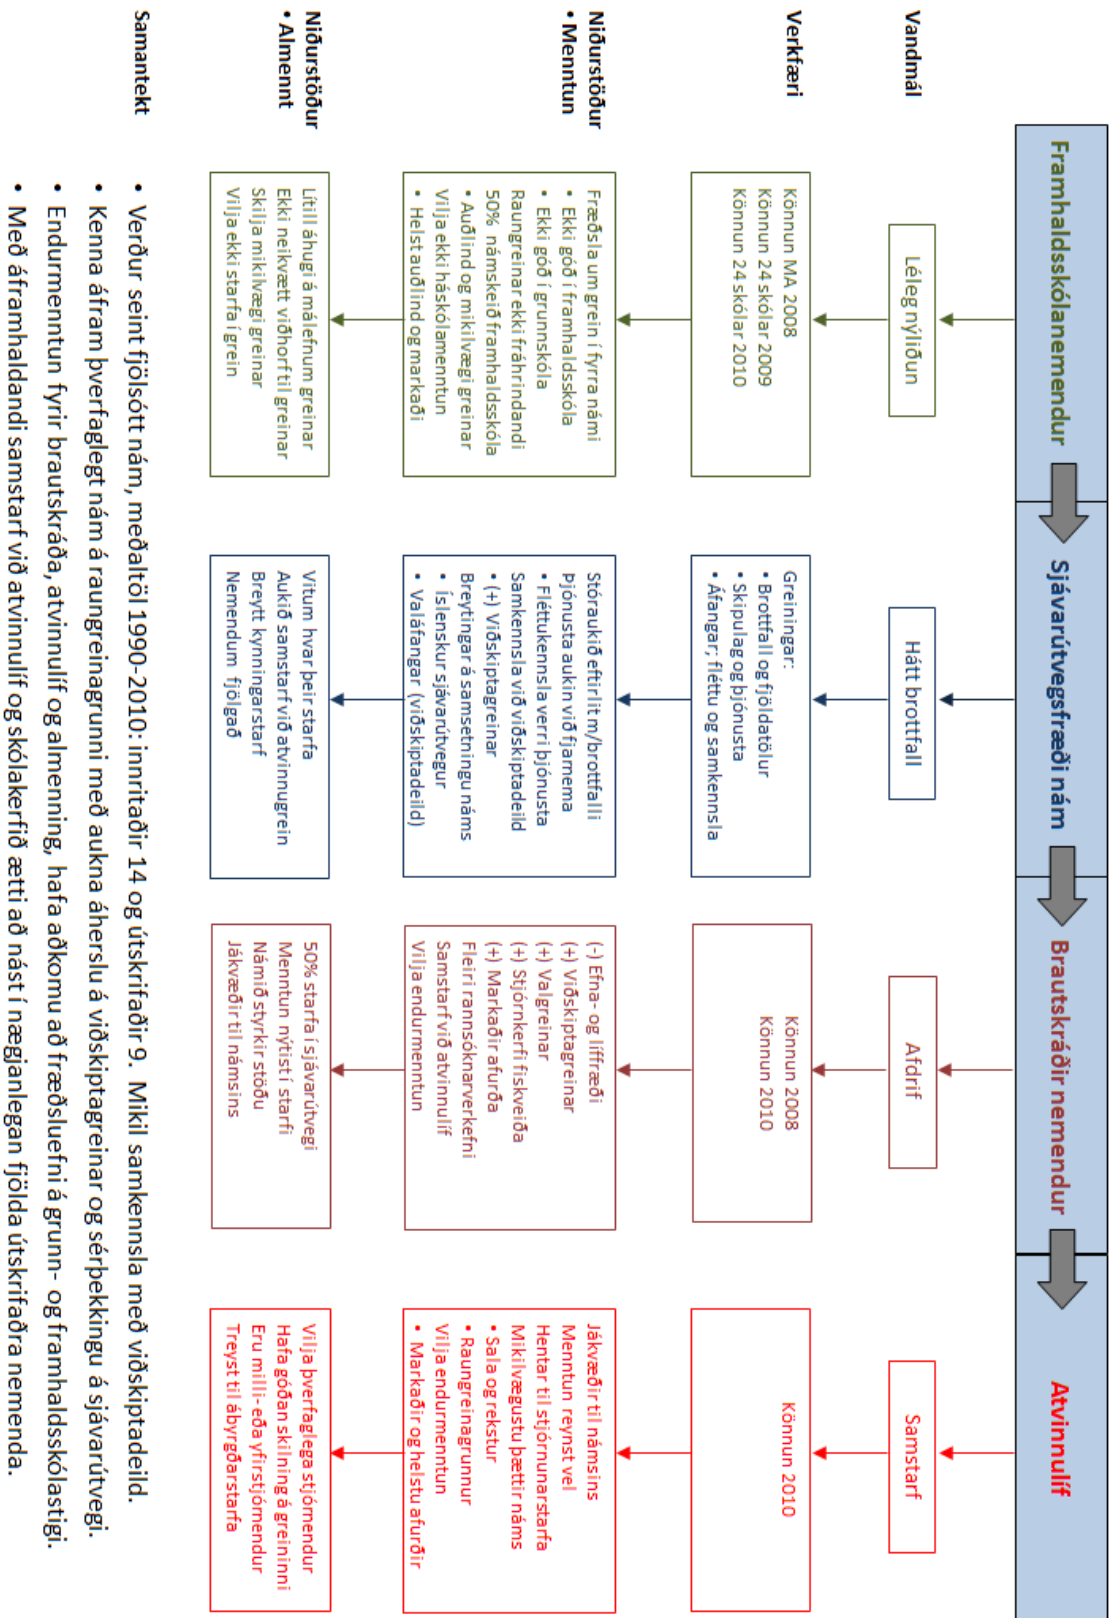 Framhaldsskólanemendur
Sjávarútvegsfræði nám
Brautskráðir nemendur
Atvinnulíf
Vandmál
Léleg nýliðun
Hátt brottfall
Afdrif
Samstarf
Verkfæri
Könnun MA 2008
Könnun 24 skólar 2009
Könnun 24 skólar 2010
Greiningar:
• Brottfall og fjöldatölur
• Skipulag og þjónusta
• Áfangar; fléttu og samkennsla
Könnun 2008
Könnun 2010
Könnun 2010
Niðurstöður
• Menntun
Fræðsla um grein í fyrra námi
• Ekki góð í framhaldsskóla
• Ekki góð í grunnskóla
Raungreinar ekki fráhrindandi
50% námskeið framhaldsskóla
• Auðlind og mikilvægi greinar
Vilja ekki háskólamenntun
• Helst auðlind og markaði
Stóraukið eftirlit m/brottfalli
Þjónusta aukin við fjarnema
• Fléttukennsla verri þjónusta
Samkennsla við viðskiptadeild
• (+) Viðskiptagreinar
Breytingar á samsetningu náms
• Íslenskur sjávarútvegur
• Valáfangar (viðskiptadeild)
(-) Efna- og líffræði
(+) Viðskiptagreinar
(+) Valgreinar
(+) Stjórnkerfi fiskveiða
(+) Markaðir afurða
Fleiri rannsóknarverkefni
Samstarf við atvinnulíf
Vilja endurmenntun
Jákvæðir til námsins
Menntun reynst vel
Hentar til stjórnunarstarfa
Mikilvægustu þættir náms
• Sala og rekstur
• Raungreinagrunnur
Vilja endurmenntun
• Markaðir og helstu afurðir
Niðurstöður
• Almennt
Lítill áhugi á málefnum greinar
Ekki neikvætt viðhorf til greinar
Skilja mikilvægi greinar
Vilja ekki starfa í grein
Vitum hvar þeir starfa
Aukið samstarf við atvinnugrein
Breytt kynningarstarf
Nemendum fjölgað
50% starfa í sjávarútvegi
Menntun nýtist í starfi
Námið styrkir stöðu
Jákvæðir til námsins
Vilja þverfaglega stjórnendur
Hafa góðan skilning á greininni
Eru milli- eða yfirstjórnendur
Treyst til ábyrgðarstarfa
Samantekt
• Verður seint fjölsótt nám, meðaltöl 1990-2010: innritaðir 14 og útskrifaðir 9. Mikil samkennsla með viðskiptadeild.
• Kenna áfram þverfaglegt nám á raungreinagrunni með aukna áherslu á viðskiptagreinar og sérþekkingu á sjávarútvegi.
• Endurmenntun fyrir brautskráða, atvinnulíf og almenning, hafa aðkomu að fræðsluefni á grunn- og framhaldsskólastigi.
• Með áframhaldandi samstarf við atvinnulíf og skólakerfið ætti að nást í nægjanlegan fjölda útskrifaðra nemenda.